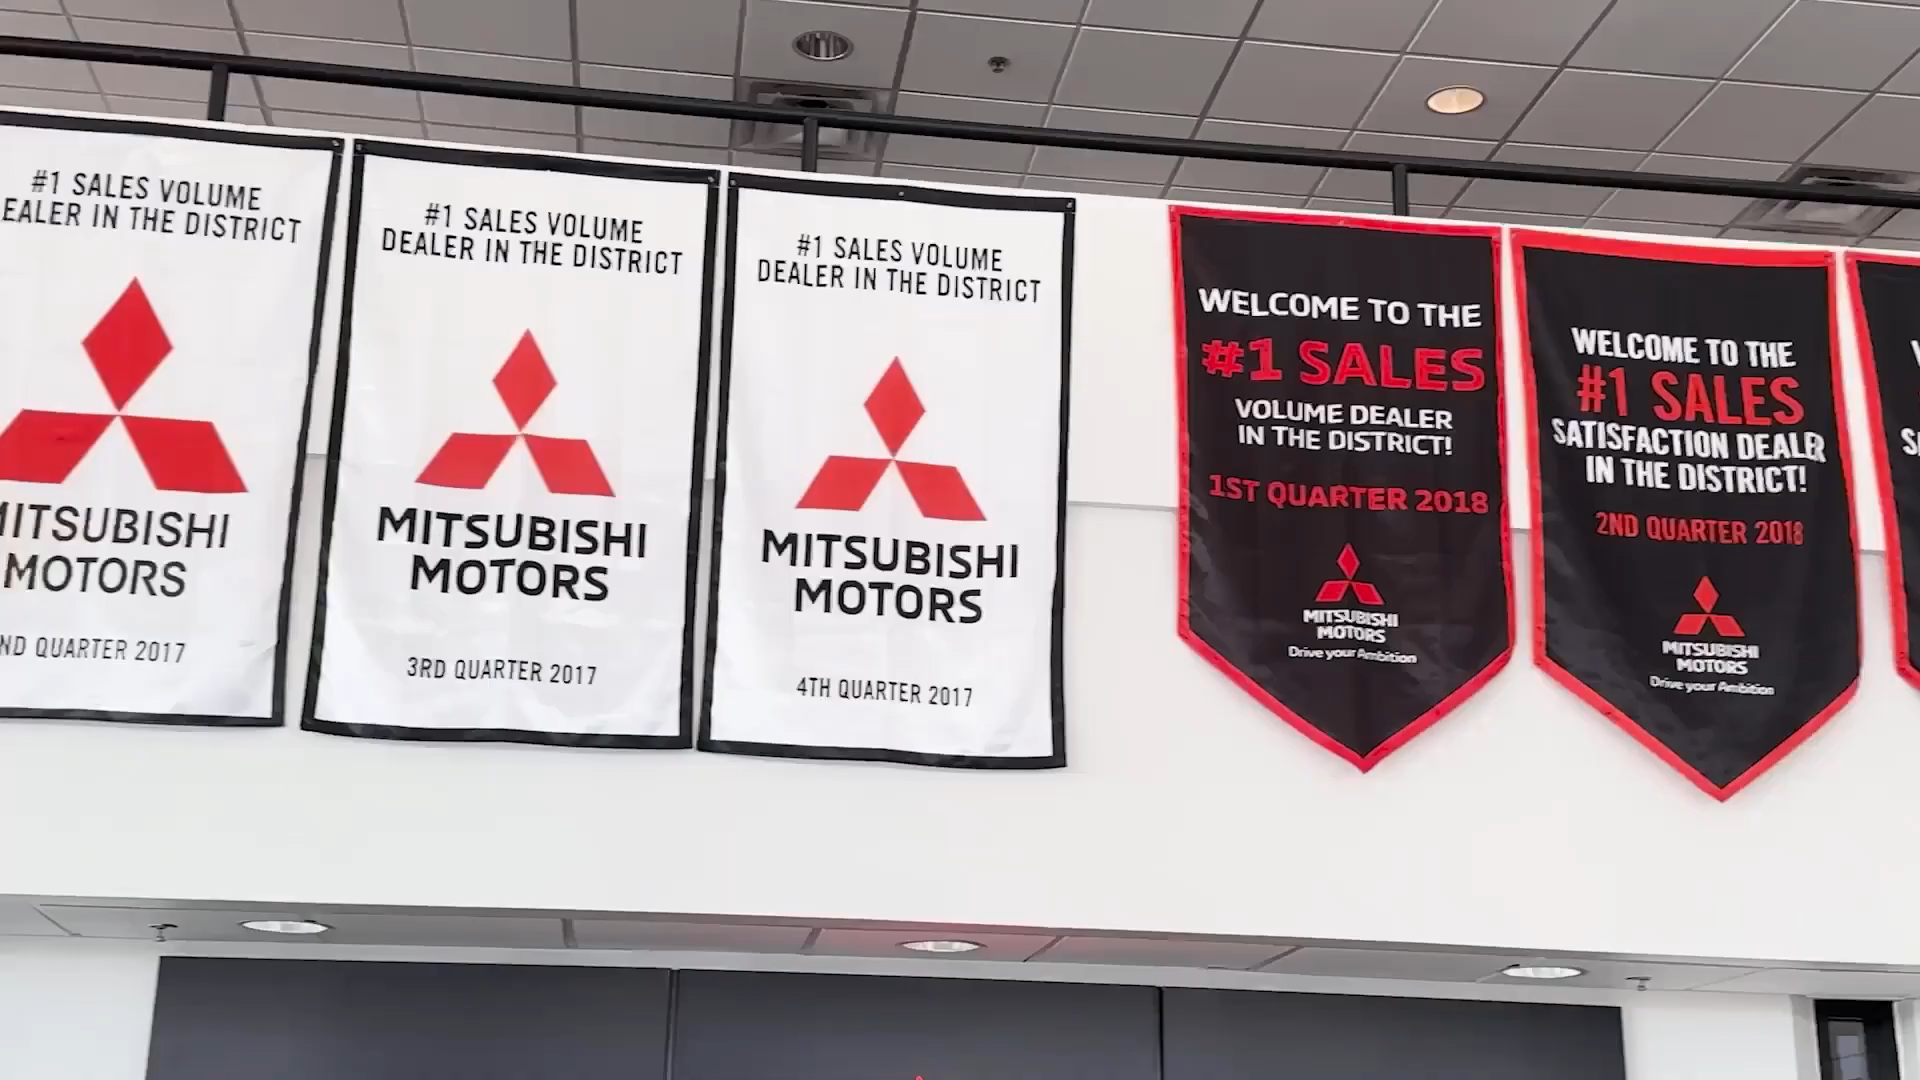 #1 SALES VOLUME
EALER IN THE DISTRICT
MITSUBISHI
MOTORS
ND QUARTER 2017
#1 SALES VOLUME
DEALER IN THE DISTRICT
MITSUBISHI
MOTORS
3RD QUARTER 2017
#1 SALES VOLUME
DEALER IN THE DISTRICT
MITSUBISHI
MOTORS
4TH QUARTER 2017
WELCOME TO THE
#1 SALES
VOLUME DEALER
IN THE DISTRICT!
1ST QUARTER 2018
MITSUBISHI
MOTORS
Drive your Ambition
WELCOME TO THE
#1 SALES
SATISFACTION DEALER
IN THE DISTRICT!
2ND QUARTER 2018
MITSUBISHI
MOTORS
Drive your Ambition